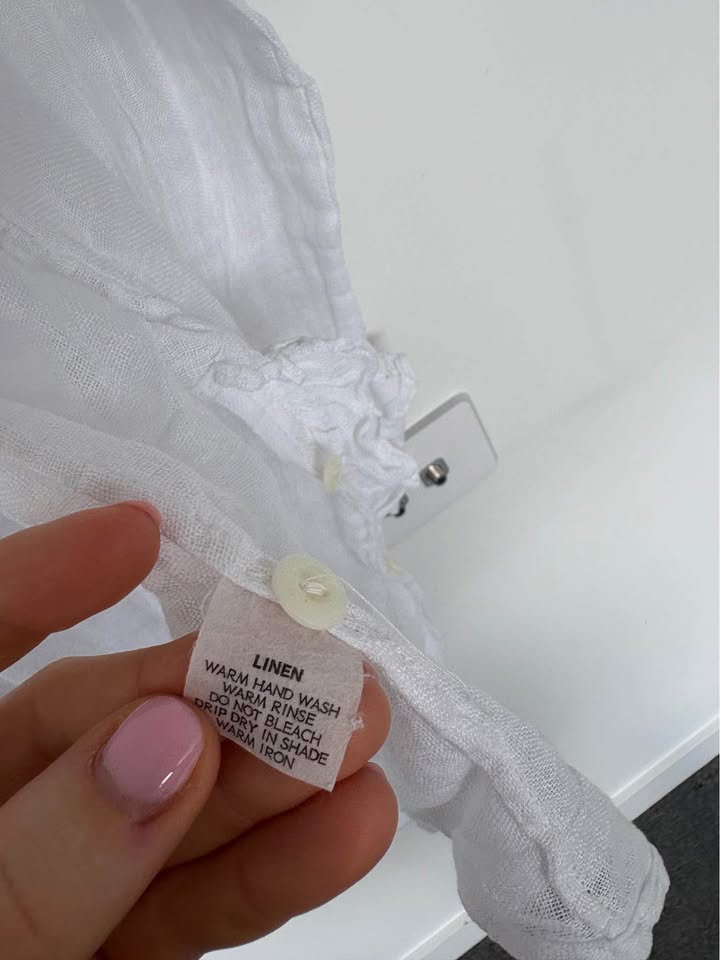 LINEN
WARM HAND WASH
WARM RINSE
DO NOT BLEACH
DRIP DRY IN SHADE
WARM IRON